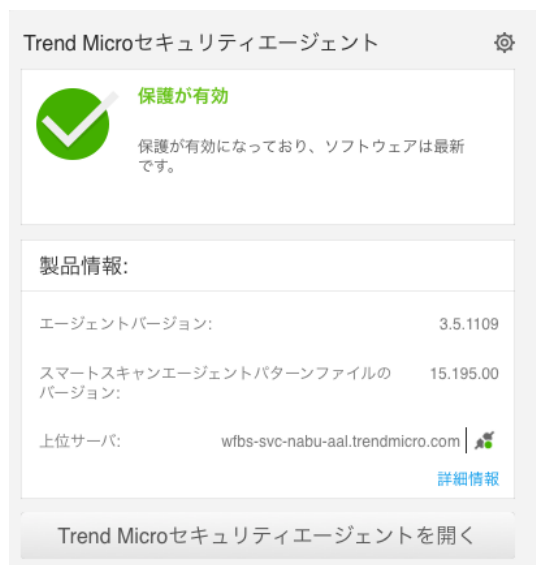 Trend Microセキュリティエージェント
保護が有効
保護が有効になっており、ソフトウェアは最新
です。
製品情報:
エージェントバージョン: 3.5.1109
スマートスキャンエージェントパターンファイルの 15.195.00
バージョン:
上位サーバ: wfbs-svc-nabu-aal.trendmicro.com
詳細情報
Trend Microセキュリティエージェントを開く